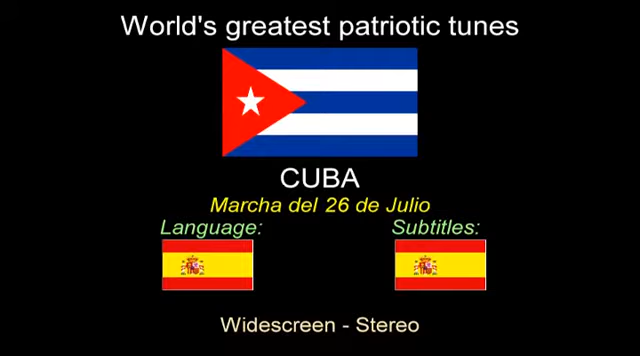 World's greatest patriotic tunes
CUBA
Marcha del 26 de Julio
Language: Subtitles:
Widescreen - Stereo